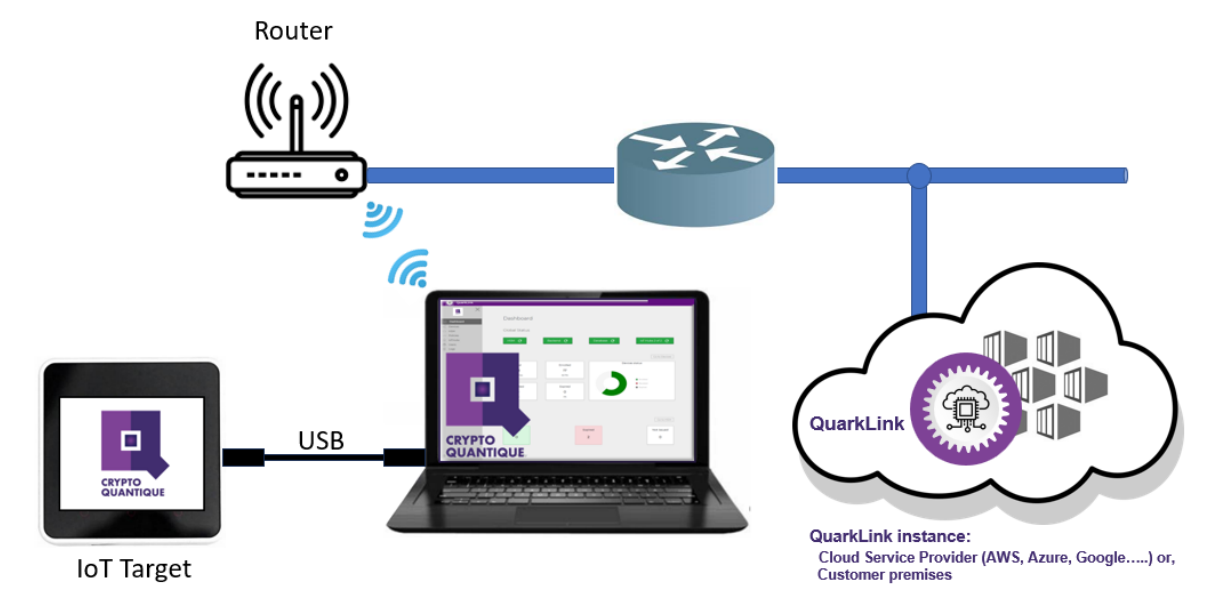 Router
Dashboard
CRYPTO
QUANTIQUE
USB
CRYPTO
QUANTIQUE
IoT Target
QuarkLink
QuarkLink instance:
Cloud Service Provider (AWS, Azure, Google.....) or,
Customer premises